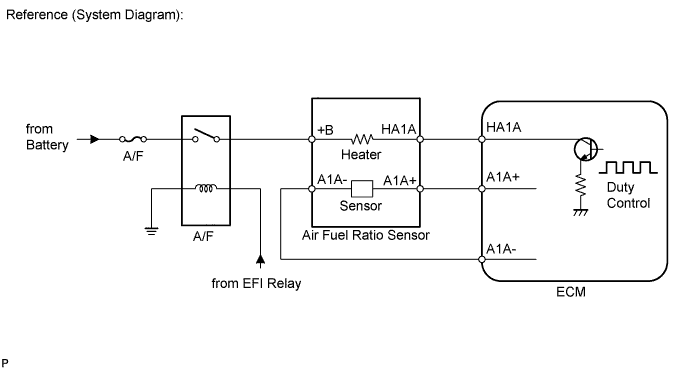 Reference (System Diagram):
from
Battery
A/F
A/F
from EFI Relay
+B
HA1A
Heater
A1A-
A1A+
Sensor
Air Fuel Ratio Sensor
HA1A
A1A+
A1A-
Duty
Control
ECM
P